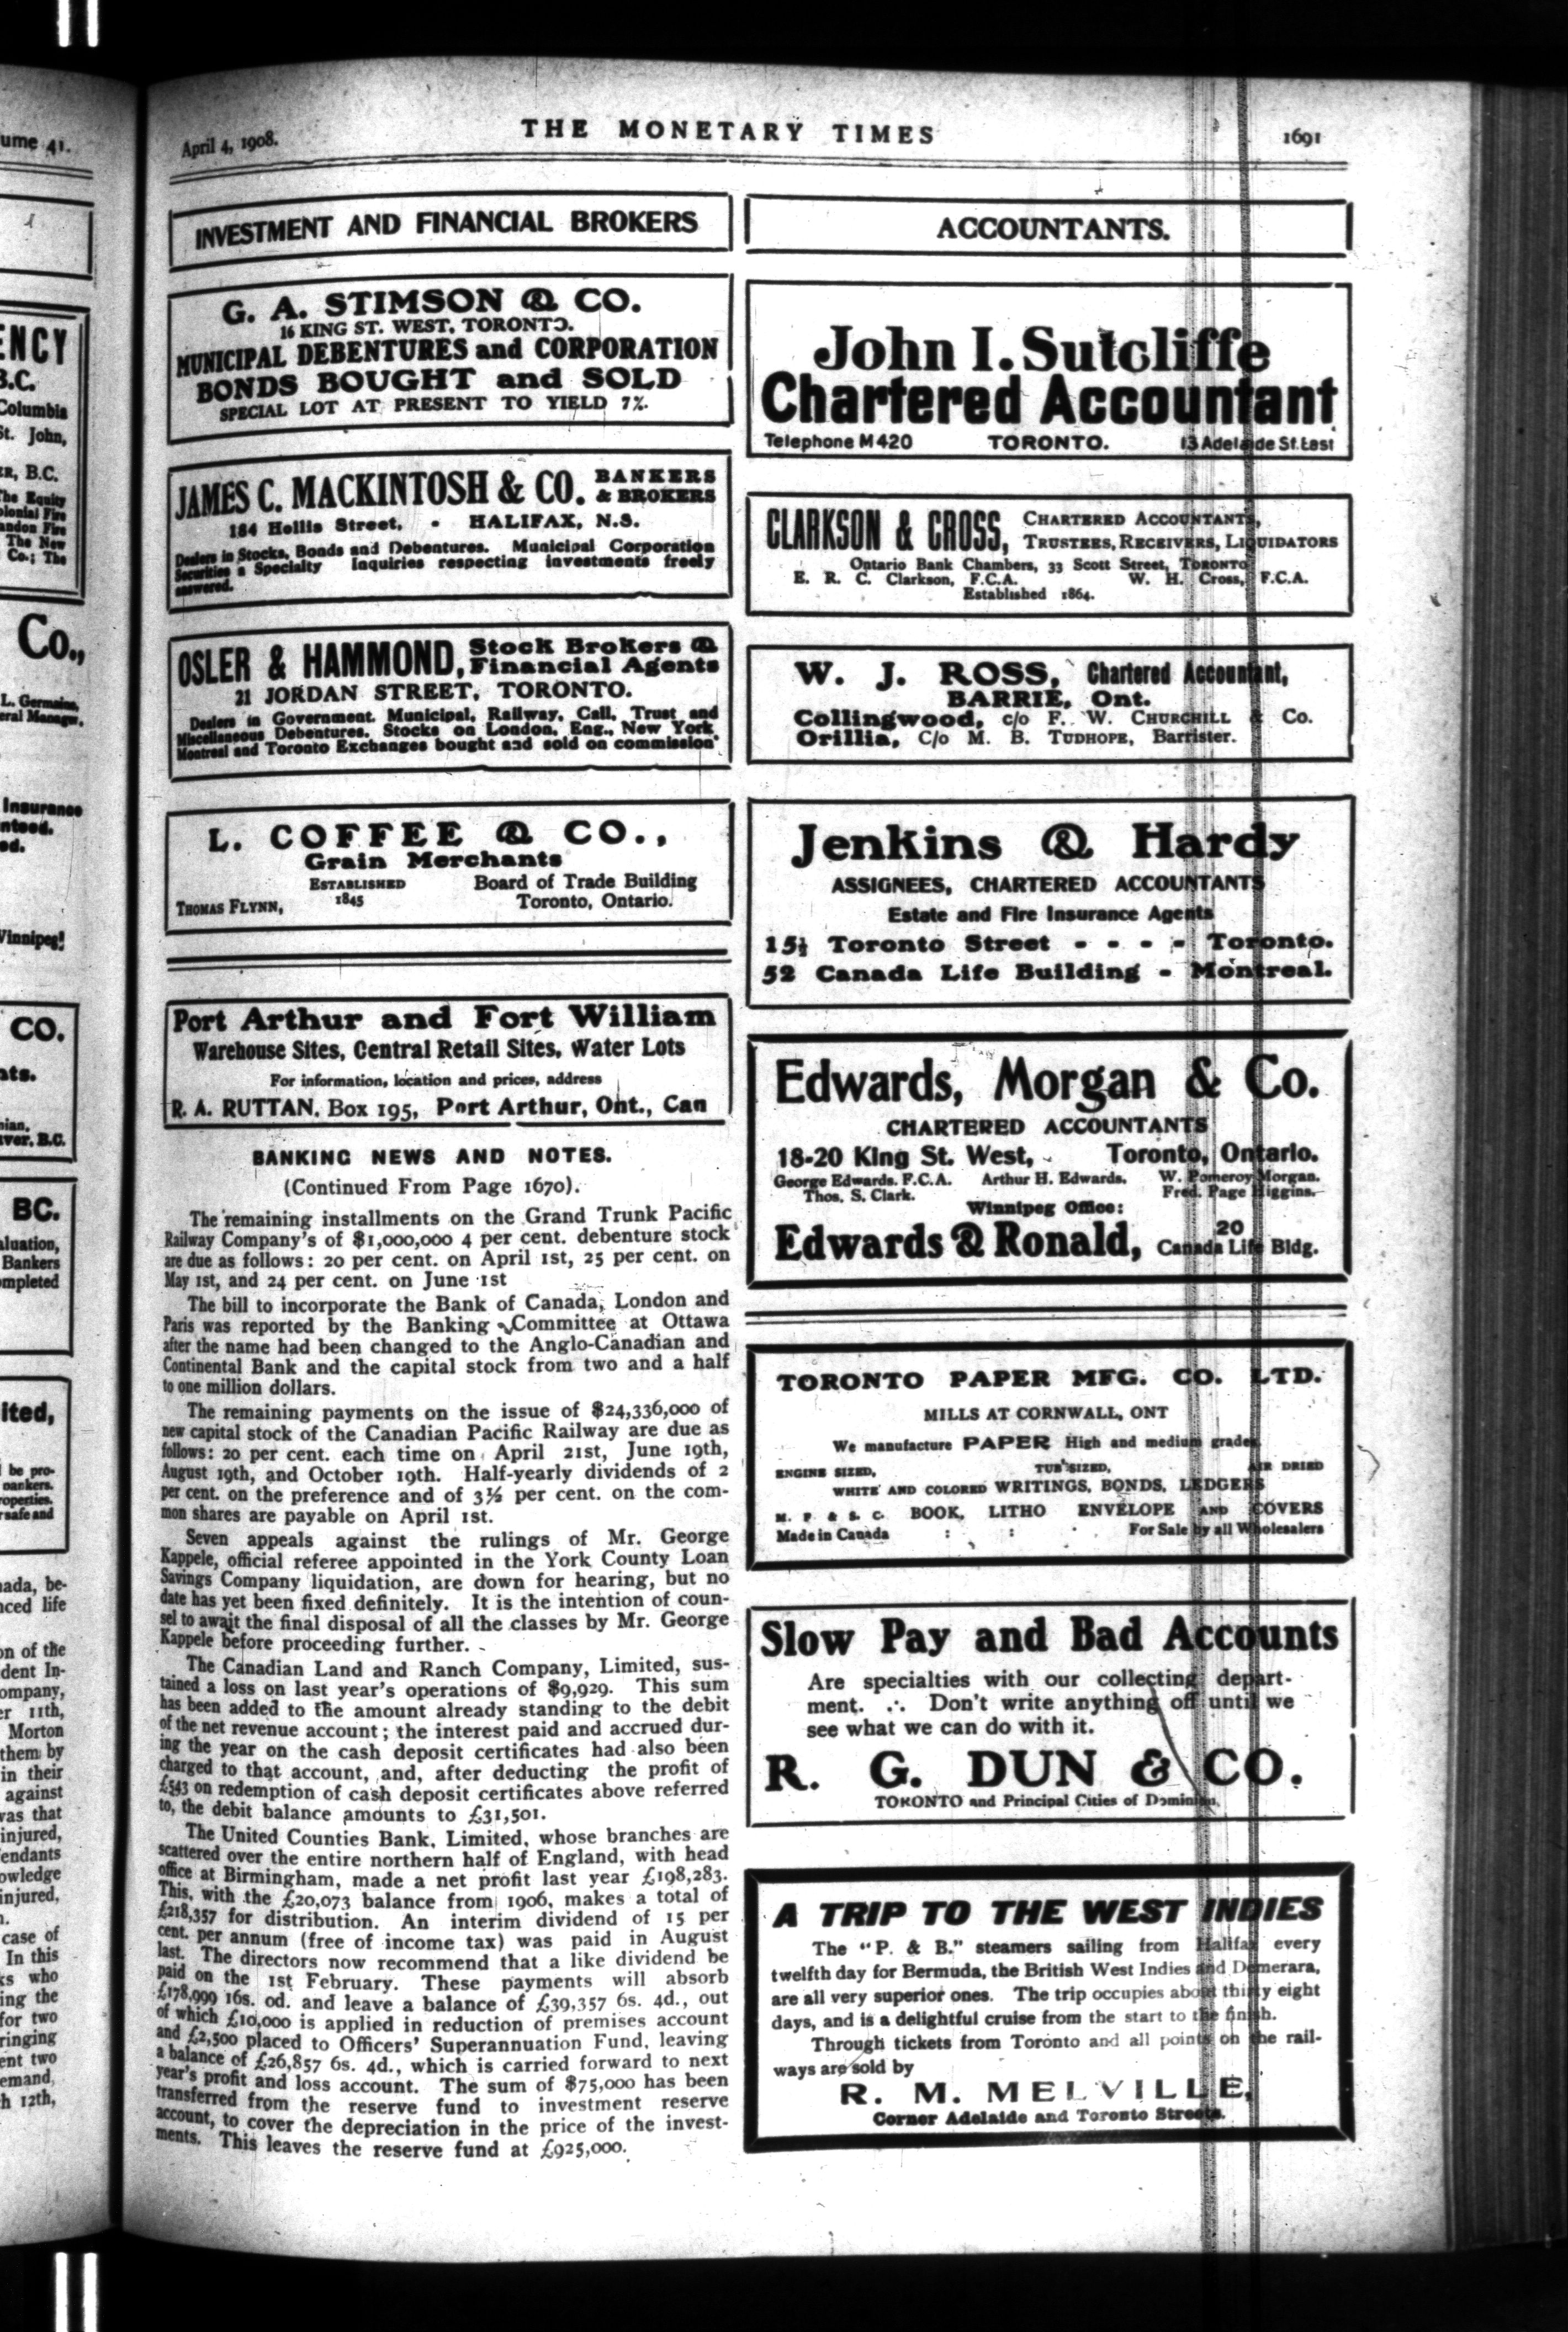 April 4, 1908.
THE MONETARY TIMES
1691
INVESTMENT AND FINANCIAL BROKERS
G. A. STIMSON & CO.
16 KING ST. WEST, TORONTO.
MUNICIPAL DEBENTURES and CORPORATION
BONDS BOUGHT and SOLD
SPECIAL LOT AT PRESENT TO YIELD 7%.
JAMES C. MACKINTOSH & CO. BANKERS & BROKERS
184 Hollis Street, - HALIFAX, N.S.
Dealers in Stocks, Bonds and Debentures. Municipal Corporation
Securities a Specialty Inquiries respecting investments freely
answered.
OSLER & HAMMOND, Stock Brokers &
Financial Agents
21 JORDAN STREET, TORONTO.
Dealers in Government, Municipal, Railway, Call, Trust and
Miscellaneous Debentures. Stocks on London, Eng., New York
Montreal and Toronto Exchanges bought and sold on commission
L. COFFEE & CO.,
Grain Merchants
ESTABLISHED Board of Trade Building
THOMAS FLYNN, 1845 Toronto, Ontario.
Port Arthur and Fort William
Warehouse Sites, Central Retail Sites, Water Lots
For information, location and prices, address
R. A. RUTTAN, Box 195, Port Arthur, Ont., Can
BANKING NEWS AND NOTES.
(Continued From Page 1670).
The remaining installments on the Grand Trunk Pacific
Railway Company's of $1,000,000 4 per cent. debenture stock
are due as follows: 20 per cent. on April 1st, 25 per cent. on
May 1st, and 24 per cent. on June 1st
The bill to incorporate the Bank of Canada, London and
Paris was reported by the Banking Committee at Ottawa
after the name had been changed to the Anglo-Canadian and
Continental Bank and the capital stock from two and a half
to one million dollars.
The remaining payments on the issue of $24,336,000 of
new capital stock of the Canadian Pacific Railway are due as
follows: 20 per cent. each time on April 21st, June 19th,
August 19th, and October 19th. Half-yearly dividends of 2
per cent. on the preference and of 3½ per cent. on the com-
mon shares are payable on April 1st.
Seven appeals against the rulings of Mr. George
Kappele, official referee appointed in the York County Loan
Savings Company liquidation, are down for hearing, but no
date has yet been fixed definitely. It is the intention of coun-
sel to await the final disposal of all the classes by Mr. George
Kappele before proceeding further.
The Canadian Land and Ranch Company, Limited, sus-
tained a loss on last year's operations of $9,929. This sum
has been added to the amount already standing to the debit
of the net revenue account; the interest paid and accrued dur-
ing the year on the cash deposit certificates had also been
charged to that account, and, after deducting the profit of
£543 on redemption of cash deposit certificates above referred
to, the debit balance amounts to £31,501.
The United Counties Bank, Limited, whose branches are
scattered over the entire northern half of England, with head
office at Birmingham, made a net profit last year £198,283.
This, with the £20,073 balance from 1906, makes a total of
£218,357 for distribution. An interim dividend of 15 per
cent. per annum (free of income tax) was paid in August
last. The directors now recommend that a like dividend be
paid on the 1st February. These payments will absorb
£178,999 16s. od. and leave a balance of £39,357 6s. 4d., out
of which £10,000 is applied in reduction of premises account
and £2,500 placed to Officers' Superannuation Fund, leaving
a balance of £26,857 6s. 4d., which is carried forward to next
year's profit and loss account. The sum of $75,000 has been
transferred from the reserve fund to investment reserve
account, to cover the depreciation in the price of the invest-
ments. This leaves the reserve fund at £925,000.
ACCOUNTANTS.
John I. Sutcliffe
Chartered Accountant
Telephone M 420 TORONTO. 13 Adelaide St. East
CLARKSON & CROSS, CHARTERED ACCOUNTANTS,
TRUSTEES, RECEIVERS, LIQUIDATORS
Ontario Bank Chambers, 33 Scott Street, TORONTO
E. R. C. Clarkson, F.C.A. W. H. Cross, F.C.A.
Established 1864.
W. J. ROSS, Chartered Accountant,
BARRIE, Ont.
Collingwood, c/o F. W. CHURCHILL & Co.
Orillia, C/o M. B. TUDHOPE, Barrister.
Jenkins & Hardy
ASSIGNEES, CHARTERED ACCOUNTANTS
Estate and Fire Insurance Agents
15½ Toronto Street - - - - Toronto.
52 Canada Life Building - Montreal.
Edwards, Morgan & Co.
CHARTERED ACCOUNTANTS
18-20 King St. West, - Toronto, Ontario.
George Edwards, F.C.A. Arthur H. Edwards. W. Pomeroy Morgan.
Thos. S. Clark. Fred. Page Higgins.
Winnipeg Office:
Edwards & Ronald, 20 Canada Life Bldg.
TORONTO PAPER MFG. CO. LTD.
MILLS AT CORNWALL, ONT
We manufacture PAPER High and medium grades
ENGINE SIZED, TUB SIZED, AIR DRIED
WHITE AND COLORED WRITINGS, BONDS, LEDGERS
M. F. & S. C. BOOK, LITHO ENVELOPE AND COVERS
Made in Canada : : For Sale by all Wholesalers
Slow Pay and Bad Accounts
Are specialties with our collecting depart-
ment. ∴ Don't write anything off until we
see what we can do with it.
R. G. DUN & CO.
TORONTO and Principal Cities of Dominion.
A TRIP TO THE WEST INDIES
The "P. & B." steamers sailing from Halifax every
twelfth day for Bermuda, the British West Indies and Demerara,
are all very superior ones. The trip occupies about thirty eight
days, and is a delightful cruise from the start to the finish.
Through tickets from Toronto and all points on the rail-
ways are sold by
R. M. MELVILLE,
Corner Adelaide and Toronto Streets.